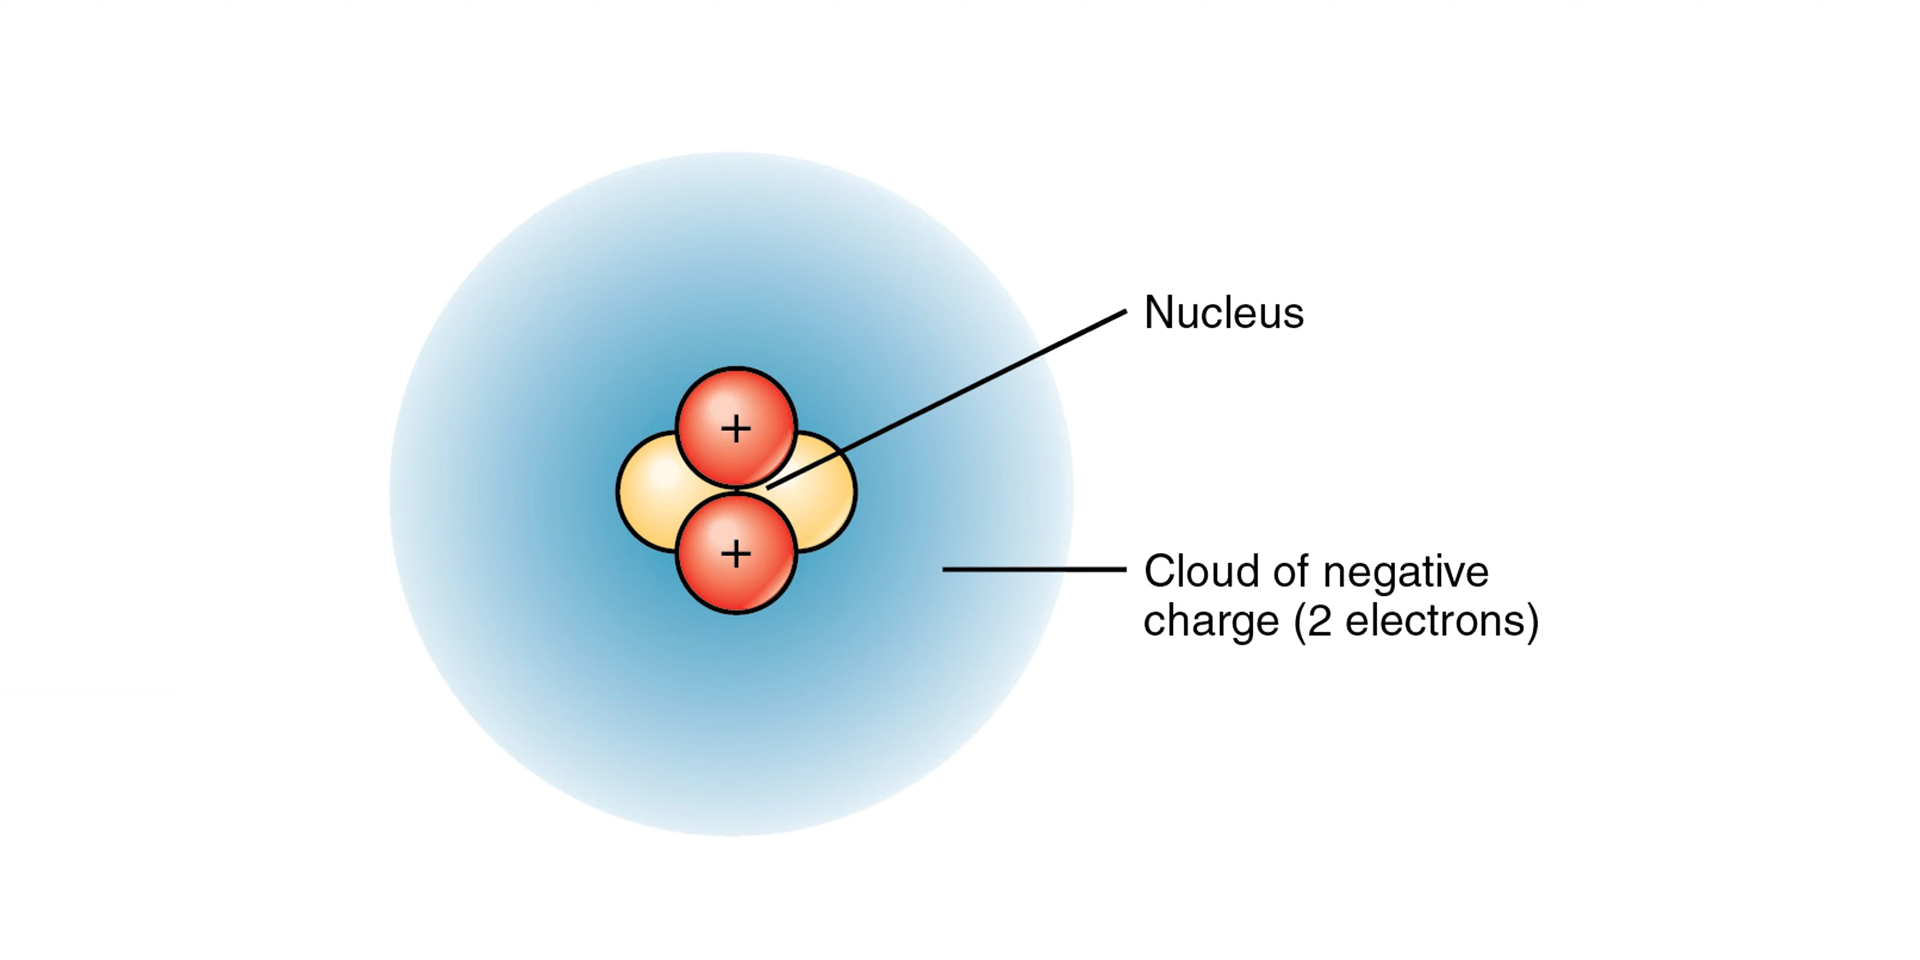 Nucleus
+
+
Cloud of negative
charge (2 electrons)